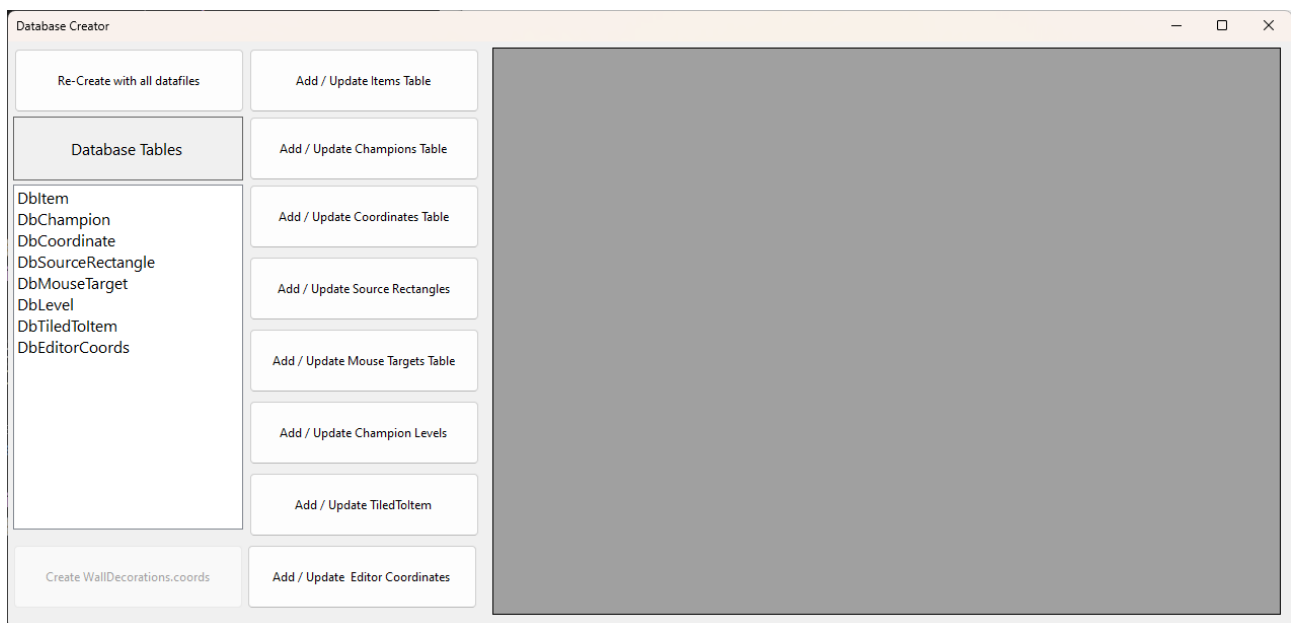 Database Creator
Re-Create with all datafiles
Add / Update Items Table
Database Tables
Add / Update Champions Table
DbItem
DbChampion
DbCoordinate
DbSourceRectangle
DbMouseTarget
DbLevel
DbTiledToItem
DbEditorCoords
Add / Update Coordinates Table
Add / Update Source Rectangles
Add / Update Mouse Targets Table
Add / Update Champion Levels
Add / Update TiledToItem
Create WallDecorations.coords
Add / Update  Editor Coordinates